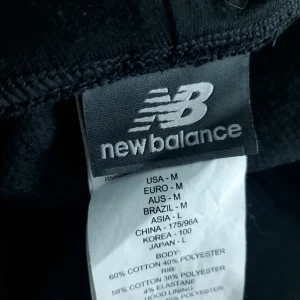 NB
new balance
RN-
USA - M
EURO - M
AUS - M
BRAZIL - M
ASIA - L
CHINA - 175/96A
KOREA - 100
JAPAN - L
BODY:
60% COTTON 40% POLYESTER
RIB:
58% COTTON 38% POLYESTER
4% ELASTANE
HOOD LINING: